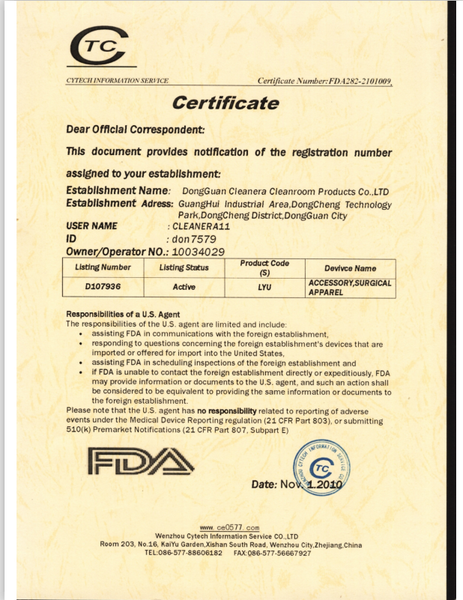 CTC
CYTECH INFORMATION SERVICE
Certificate Number:FDA282-2101009
Certificate
Dear Official Correspondent:
This document provides notification of the registration number
assigned to your establishment:
Establishment Name: DongGuan Cleanera Cleanroom Products Co.,LTD
Establishment Adress: GuangHui Industrial Area,DongCheng Technology
Park,DongCheng District,DongGuan City
USER NAME : CLEANERA11
ID : don7579
Owner/Operator NO.: 10034029
Listing Number Listing Status Product Code (S) Devivce Name
D107936 Active LYU ACCESSORY,SURGICAL APPAREL
Responsibilities of a U.S. Agent
The responsibilities of the U.S. agent are limited and include:
• assisting FDA in communications with the foreign establishment,
• responding to questions concerning the foreign establishment's devices that are
imported or offered for import into the United States,
• assisting FDA in scheduling inspections of the foreign establishment and
• if FDA is unable to contact the foreign establishment directly or expeditiously, FDA
may provide information or documents to the U.S. agent, and such an action shall
be considered to be equivalent to providing the same information or documents to
the foreign establishment.
Please note that the U.S. agent has no responsibility related to reporting of adverse
events under the Medical Device Reporting regulation (21 CFR Part 803), or submitting
510(k) Premarket Notifications (21 CFR Part 807, Subpart E)
FDA
CYTECH INFORMATION SERVICE
CTC
Date: Nov. 1.2010
www.ce0577.com
Wenzhou Cytech Information Service CO.,LTD
Room 203, No.16, KaiYu Garden,Xishan South Road, Wenzhou City,Zhejiang,China
TEL:086-577-88606182 FAX:086-577-56667927